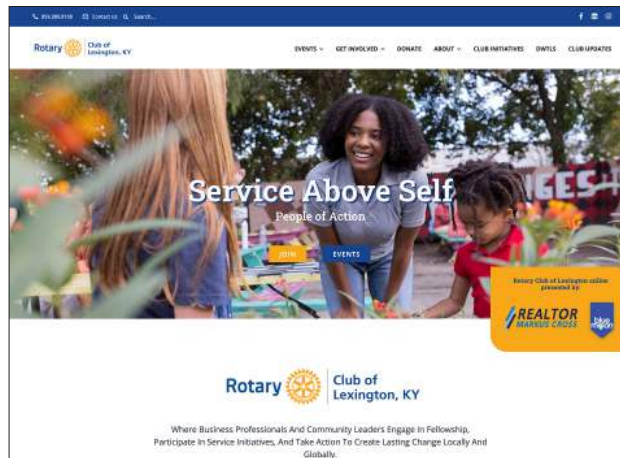 Contact Us Search...
Rotary Club of
Lexington, KY
EVENTS GET INVOLVED DONATE ABOUT CLUB INITIATIVES OWTLS CLUB UPDATES
NGES
Service Above Self
People of Action
JOIN EVENTS
Rotary Club of Lexington online
presented by
REALTOR
MARKUS CROSS
blue
moon
Rotary Club of
Lexington, KY
Where Business Professionals And Community Leaders Engage In Fellowship,
Participate In Service Initiatives, And Take Action To Create Lasting Change Locally And
Globally.